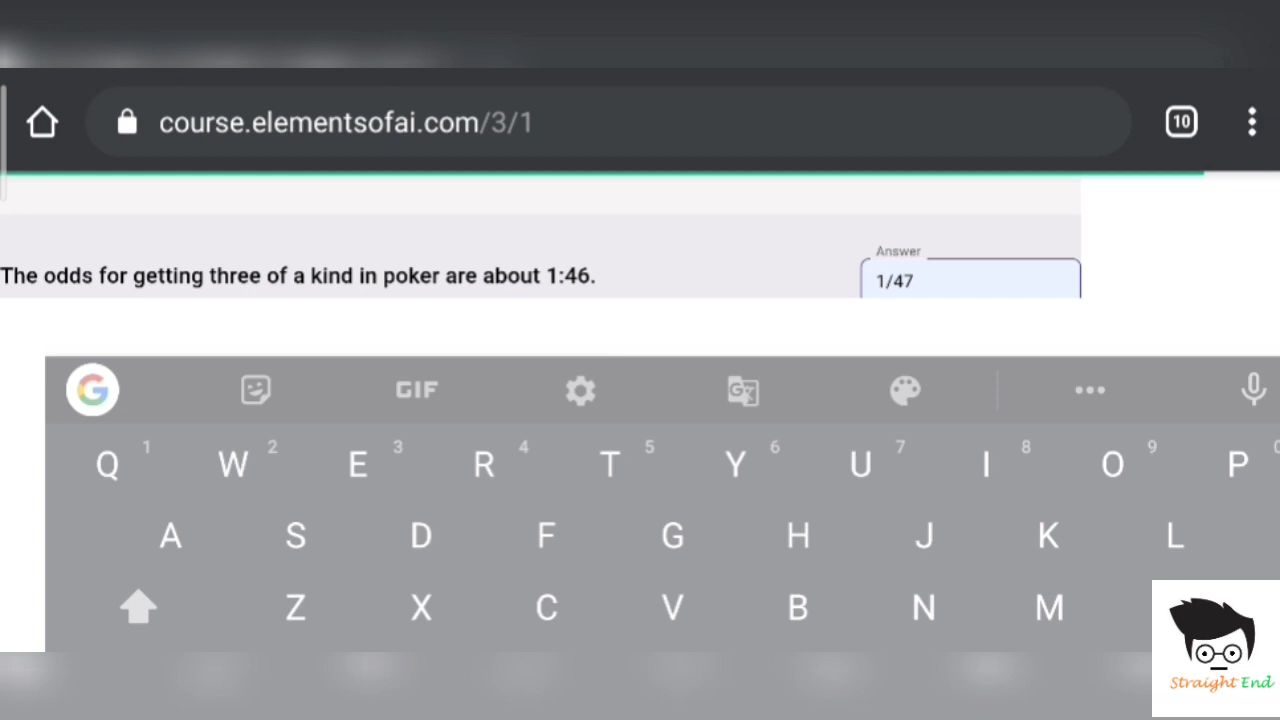 course.elementsofai.com/3/1
10
Answer
The odds for getting three of a kind in poker are about 1:46.
1/47
G
GIF
G
Q 1 W 2 E 3 R 4 T 5 Y 6 U 7 I 8 O 9 P 0
A S D F G H J K L
Z X C V B N M
Straight End